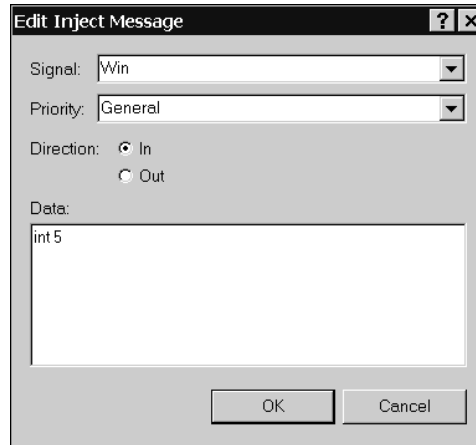 Edit Inject Message
Signal: Win
Priority: General
Direction: In
Out
Data:
int 5
OK Cancel